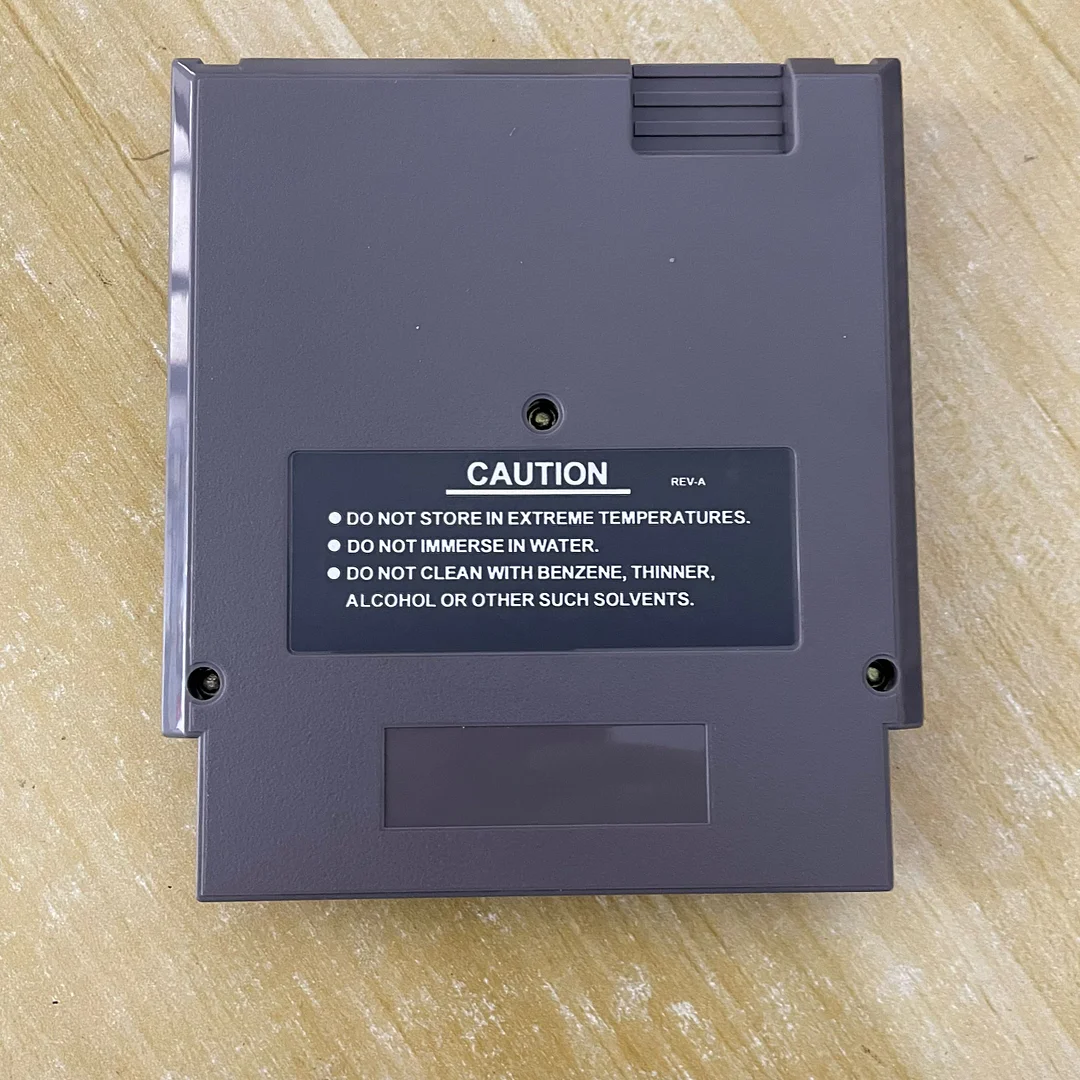 CAUTION REV-A
● DO NOT STORE IN EXTREME TEMPERATURES.
● DO NOT IMMERSE IN WATER.
● DO NOT CLEAN WITH BENZENE, THINNER,
ALCOHOL OR OTHER SUCH SOLVENTS.